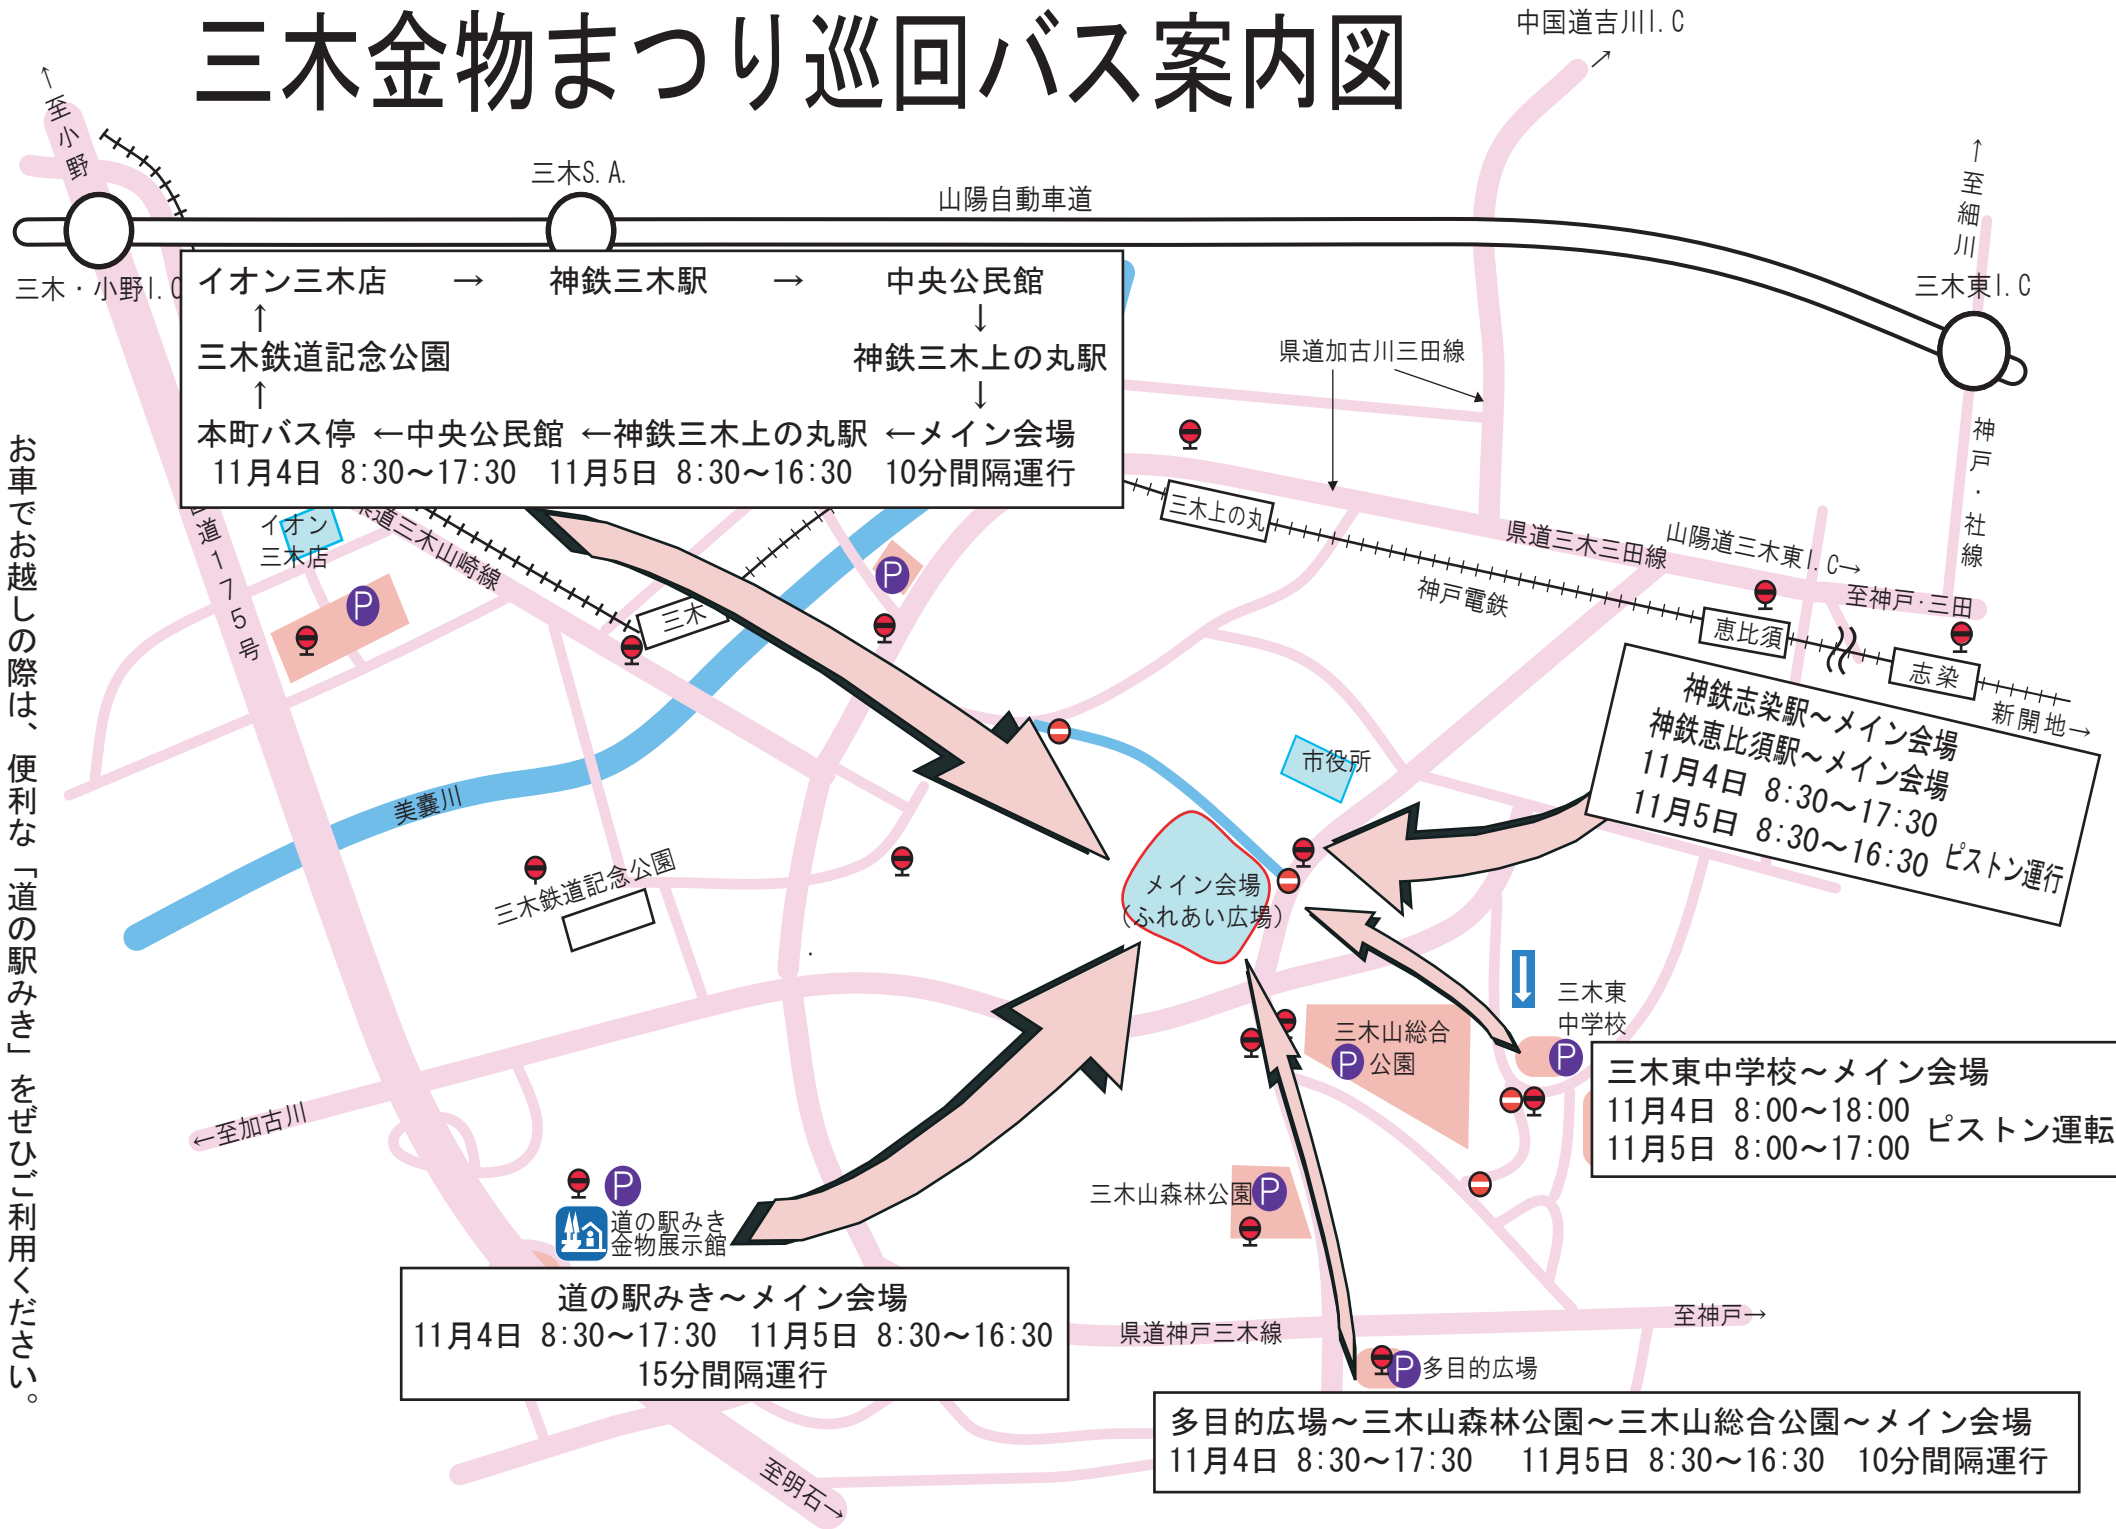 三木金物まつり巡回バス案内図
中国道吉川I.C
↑至小野
三木S.A.
山陽自動車道
↑至細川
三木・小野I.C
三木東I.C
イオン三木店 → 神鉄三木駅 → 中央公民館
↑ ↓
三木鉄道記念公園 神鉄三木上の丸駅
↑ ↓
本町バス停 ←中央公民館 ←神鉄三木上の丸駅 ←メイン会場
11月4日 8:30～17:30 11月5日 8:30～16:30 10分間隔運行
県道加古川三田線
神戸・社線
お車でお越しの際は、便利な「道の駅みき」をぜひご利用ください。
道175号
イオン
三木店
県道三木山崎線
三木
三木上の丸
県道三木三田線
山陽道三木東I.C→
神戸電鉄
至神戸・三田
恵比須
志染
新開地→
神鉄志染駅～メイン会場
神鉄恵比須駅～メイン会場
11月4日 8:30～17:30
11月5日 8:30～16:30 ピストン運行
市役所
美嚢川
三木鉄道記念公園
メイン会場
(ふれあい広場)
三木東
中学校
P
三木山総合
公園
三木東中学校～メイン会場
11月4日 8:00～18:00
11月5日 8:00～17:00 ピストン運転
←至加古川
三木山森林公園
P
道の駅みき
金物展示館
道の駅みき～メイン会場
11月4日 8:30～17:30 11月5日 8:30～16:30
15分間隔運行
県道神戸三木線
至神戸→
P
多目的広場
多目的広場～三木山森林公園～三木山総合公園～メイン会場
11月4日 8:30～17:30 11月5日 8:30～16:30 10分間隔運行
至明石→